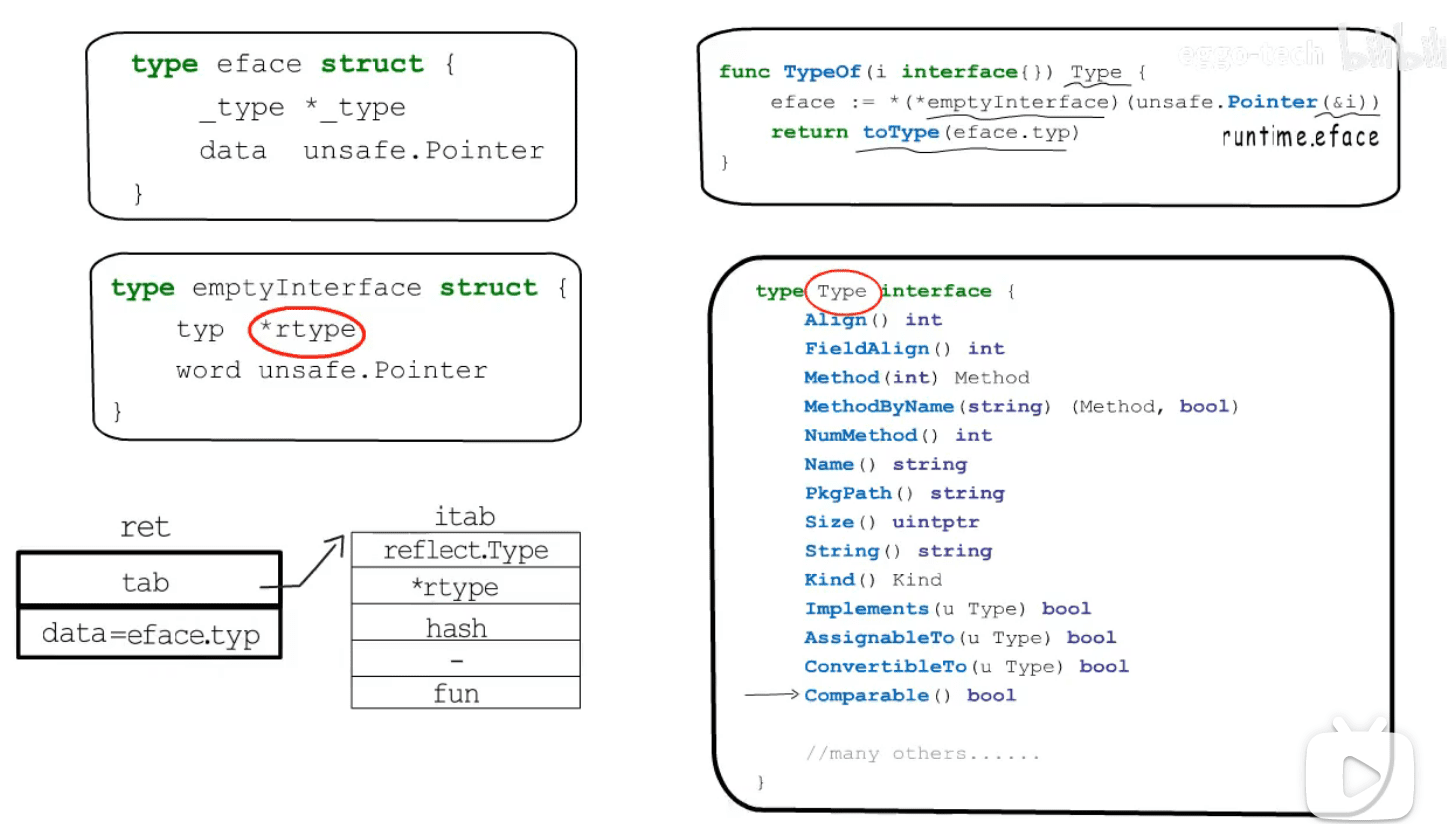 type eface struct {
_type *_type
data unsafe.Pointer
}
eggo-tech bilibili
func TypeOf(i interface{}) Type {
eface := *(*emptyInterface)(unsafe.Pointer(&i))
return toType(eface.typ)
runtime.eface
}
type emptyInterface struct {
typ *rtype
word unsafe.Pointer
}
type Type interface {
Align() int
FieldAlign() int
Method(int) Method
MethodByName(string) (Method, bool)
NumMethod() int
Name() string
PkgPath() string
Size() uintptr
String() string
Kind() Kind
Implements(u Type) bool
AssignableTo(u Type) bool
ConvertibleTo(u Type) bool
Comparable() bool
//many others......
}
ret
tab
data=eface.typ
itab
reflect.Type
*rtype
hash
-
fun